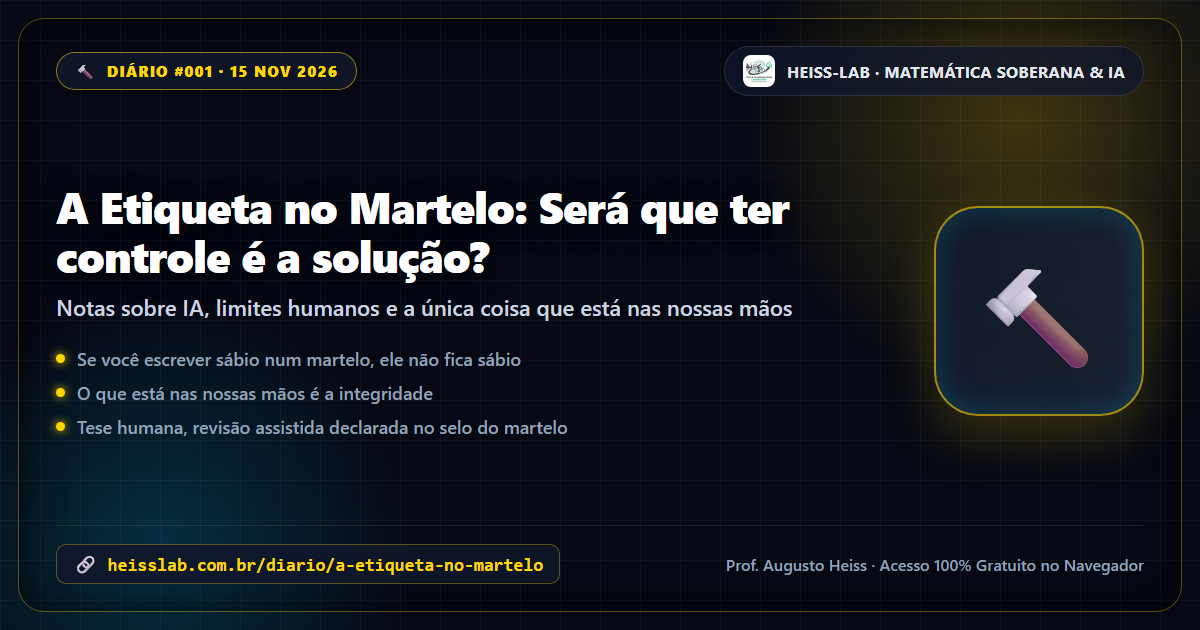 DIÁRIO #001 · 15 NOV 2026
HEISS-LAB · MATEMÁTICA SOBERANA & IA
A Etiqueta no Martelo: Será que ter
controle é a solução?
Notas sobre IA, limites humanos e a única coisa que está nas nossas mãos
Se você escrever sábio num martelo, ele não fica sábio
O que está nas nossas mãos é a integridade
Tese humana, revisão assistida declarada no selo do martelo
heisslab.com.br/diario/a-etiqueta-no-martelo
Prof. Augusto Heiss · Acesso 100% Gratuito no Navegador